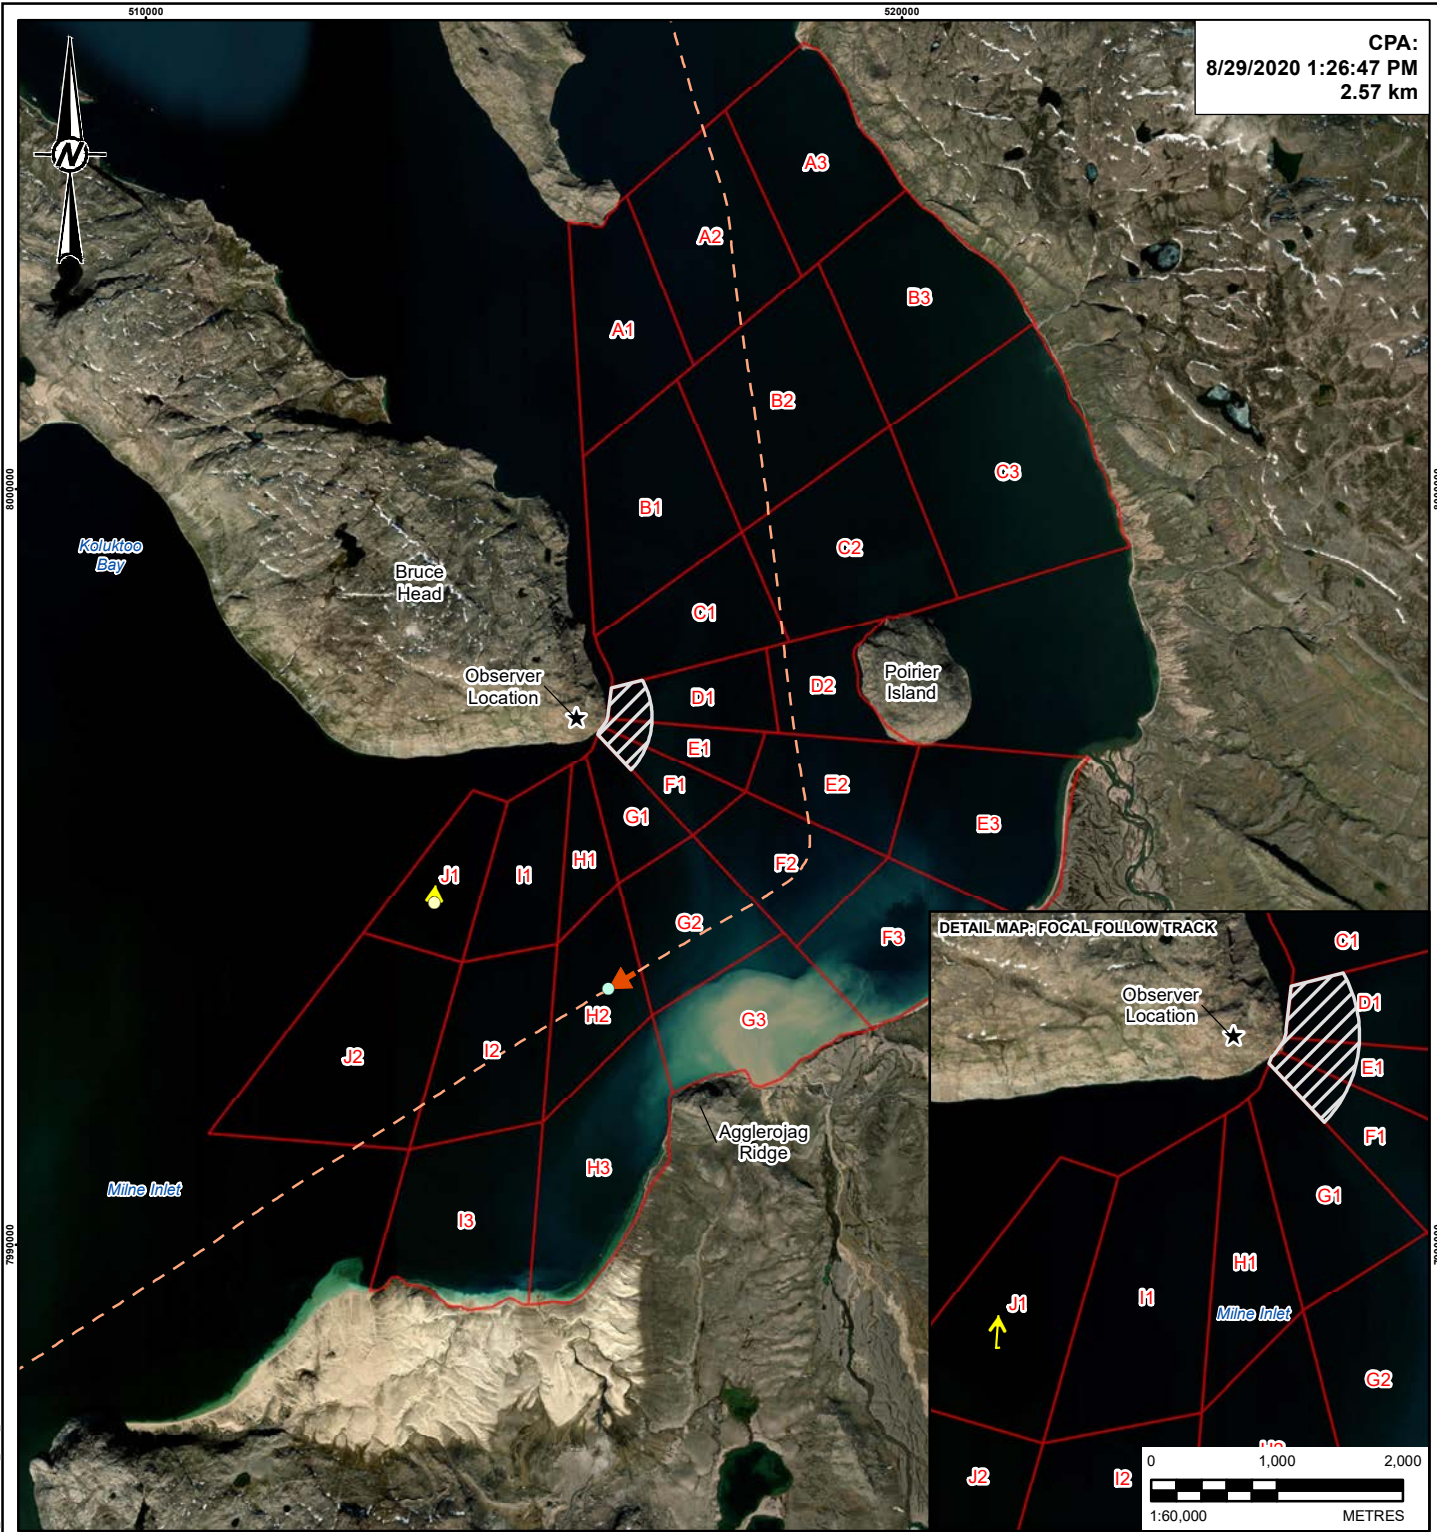 510000
520000
CPA:
8/29/2020 1:26:47 PM
2.57 km
N
A3
A2
B3
A1
B2
8000000
8000000
C3
B1
Koluktoo
Bay
C2
Bruce
Head
C1
Observer
Location
Poirier
Island
D1
D2
E1
F1
E2
G1
E3
H1
F2
J1
I1
G2
F3
H2
G3
I2
J2
Agglerojag
Ridge
H3
Milne Inlet
I3
7990000
7990000
DETAIL MAP: FOCAL FOLLOW TRACK
C1
Observer
Location
D1
E1
F1
G1
H1
I1
J1
Milne Inlet
G2
H2
J2
I2
0 1,000 2,000
1:60,000 METRES